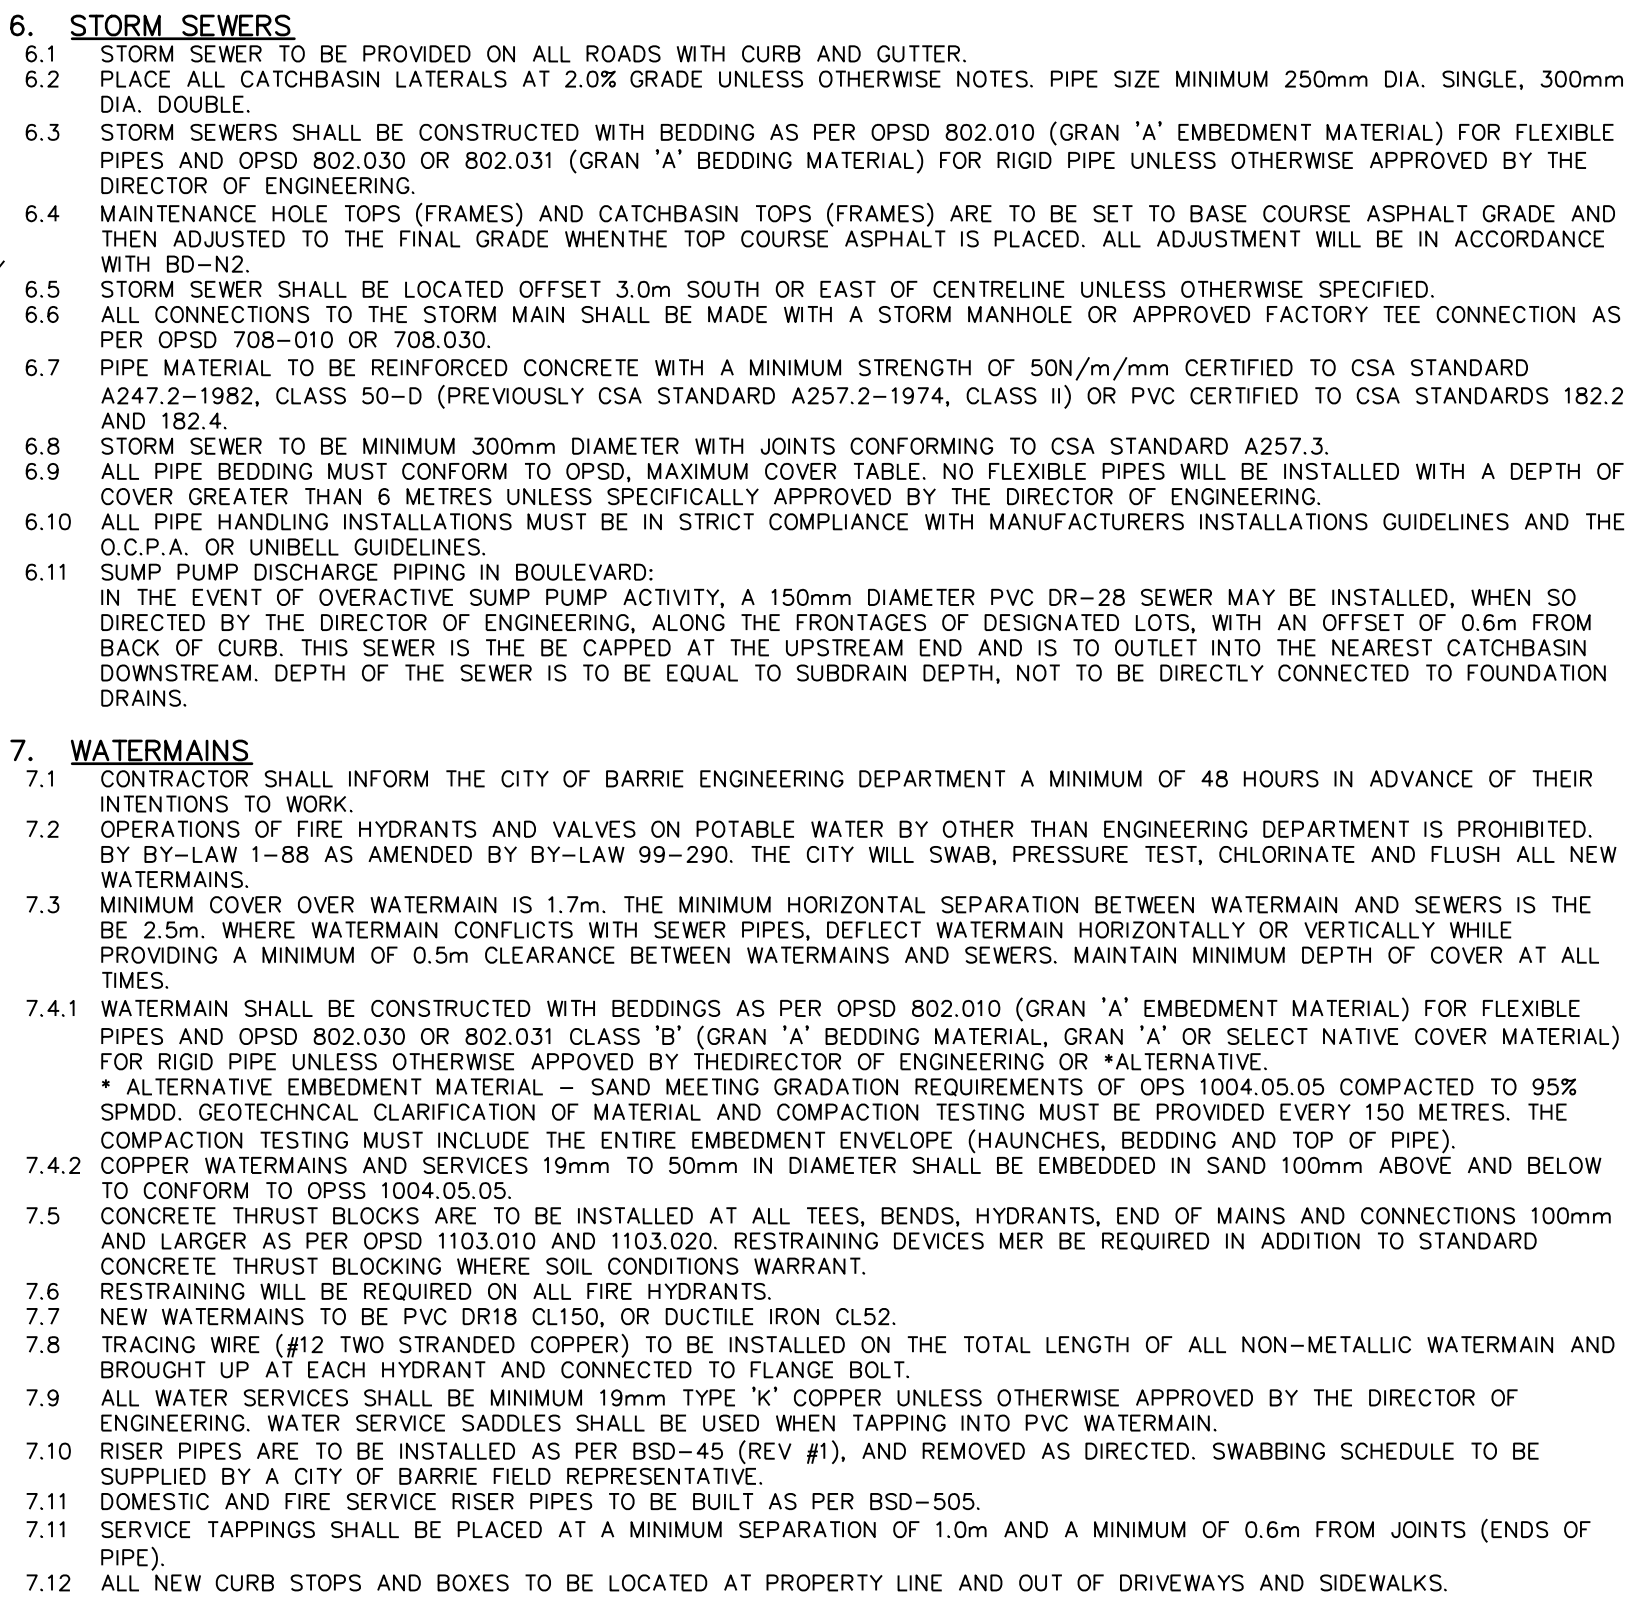 6. STORM SEWERS
6.1 STORM SEWER TO BE PROVIDED ON ALL ROADS WITH CURB AND GUTTER.
6.2 PLACE ALL CATCHBASIN LATERALS AT 2.0% GRADE UNLESS OTHERWISE NOTES. PIPE SIZE MINIMUM 250mm DIA. SINGLE, 300mm
DIA. DOUBLE.
6.3 STORM SEWERS SHALL BE CONSTRUCTED WITH BEDDING AS PER OPSD 802.010 (GRAN 'A' EMBEDMENT MATERIAL) FOR FLEXIBLE
PIPES AND OPSD 802.030 OR 802.031 (GRAN 'A' BEDDING MATERIAL) FOR RIGID PIPE UNLESS OTHERWISE APPROVED BY THE
DIRECTOR OF ENGINEERING.
6.4 MAINTENANCE HOLE TOPS (FRAMES) AND CATCHBASIN TOPS (FRAMES) ARE TO BE SET TO BASE COURSE ASPHALT GRADE AND
THEN ADJUSTED TO THE FINAL GRADE WHENTHE TOP COURSE ASPHALT IS PLACED. ALL ADJUSTMENT WILL BE IN ACCORDANCE
WITH BD-N2.
6.5 STORM SEWER SHALL BE LOCATED OFFSET 3.0m SOUTH OR EAST OF CENTRELINE UNLESS OTHERWISE SPECIFIED.
6.6 ALL CONNECTIONS TO THE STORM MAIN SHALL BE MADE WITH A STORM MANHOLE OR APPROVED FACTORY TEE CONNECTION AS
PER OPSD 708-010 OR 708.030.
6.7 PIPE MATERIAL TO BE REINFORCED CONCRETE WITH A MINIMUM STRENGTH OF 50N/m/mm CERTIFIED TO CSA STANDARD
A247.2-1982, CLASS 50-D (PREVIOUSLY CSA STANDARD A257.2-1974, CLASS II) OR PVC CERTIFIED TO CSA STANDARDS 182.2
AND 182.4.
6.8 STORM SEWER TO BE MINIMUM 300mm DIAMETER WITH JOINTS CONFORMING TO CSA STANDARD A257.3.
6.9 ALL PIPE BEDDING MUST CONFORM TO OPSD, MAXIMUM COVER TABLE. NO FLEXIBLE PIPES WILL BE INSTALLED WITH A DEPTH OF
COVER GREATER THAN 6 METRES UNLESS SPECIFICALLY APPROVED BY THE DIRECTOR OF ENGINEERING.
6.10 ALL PIPE HANDLING INSTALLATIONS MUST BE IN STRICT COMPLIANCE WITH MANUFACTURERS INSTALLATIONS GUIDELINES AND THE
O.C.P.A. OR UNIBELL GUIDELINES.
6.11 SUMP PUMP DISCHARGE PIPING IN BOULEVARD:
IN THE EVENT OF OVERACTIVE SUMP PUMP ACTIVITY, A 150mm DIAMETER PVC DR-28 SEWER MAY BE INSTALLED, WHEN SO
DIRECTED BY THE DIRECTOR OF ENGINEERING, ALONG THE FRONTAGES OF DESIGNATED LOTS, WITH AN OFFSET OF 0.6m FROM
BACK OF CURB. THIS SEWER IS THE BE CAPPED AT THE UPSTREAM END AND IS TO OUTLET INTO THE NEAREST CATCHBASIN
DOWNSTREAM. DEPTH OF THE SEWER IS TO BE EQUAL TO SUBDRAIN DEPTH, NOT TO BE DIRECTLY CONNECTED TO FOUNDATION
DRAINS.
7. WATERMAINS
7.1 CONTRACTOR SHALL INFORM THE CITY OF BARRIE ENGINEERING DEPARTMENT A MINIMUM OF 48 HOURS IN ADVANCE OF THEIR
INTENTIONS TO WORK.
7.2 OPERATIONS OF FIRE HYDRANTS AND VALVES ON POTABLE WATER BY OTHER THAN ENGINEERING DEPARTMENT IS PROHIBITED.
BY BY-LAW 1-88 AS AMENDED BY BY-LAW 99-290. THE CITY WILL SWAB, PRESSURE TEST, CHLORINATE AND FLUSH ALL NEW
WATERMAINS.
7.3 MINIMUM COVER OVER WATERMAIN IS 1.7m. THE MINIMUM HORIZONTAL SEPARATION BETWEEN WATERMAIN AND SEWERS IS THE
BE 2.5m. WHERE WATERMAIN CONFLICTS WITH SEWER PIPES, DEFLECT WATERMAIN HORIZONTALLY OR VERTICALLY WHILE
PROVIDING A MINIMUM OF 0.5m CLEARANCE BETWEEN WATERMAINS AND SEWERS. MAINTAIN MINIMUM DEPTH OF COVER AT ALL
TIMES.
7.4.1 WATERMAIN SHALL BE CONSTRUCTED WITH BEDDINGS AS PER OPSD 802.010 (GRAN 'A' EMBEDMENT MATERIAL) FOR FLEXIBLE
PIPES AND OPSD 802.030 OR 802.031 CLASS 'B' (GRAN 'A' BEDDING MATERIAL, GRAN 'A' OR SELECT NATIVE COVER MATERIAL)
FOR RIGID PIPE UNLESS OTHERWISE APPOVED BY THEDIRECTOR OF ENGINEERING OR *ALTERNATIVE.
* ALTERNATIVE EMBEDMENT MATERIAL - SAND MEETING GRADATION REQUIREMENTS OF OPS 1004.05.05 COMPACTED TO 95%
SPMDD. GEOTECHNCAL CLARIFICATION OF MATERIAL AND COMPACTION TESTING MUST BE PROVIDED EVERY 150 METRES. THE
COMPACTION TESTING MUST INCLUDE THE ENTIRE EMBEDMENT ENVELOPE (HAUNCHES, BEDDING AND TOP OF PIPE).
7.4.2 COPPER WATERMAINS AND SERVICES 19mm TO 50mm IN DIAMETER SHALL BE EMBEDDED IN SAND 100mm ABOVE AND BELOW
TO CONFORM TO OPSS 1004.05.05.
7.5 CONCRETE THRUST BLOCKS ARE TO BE INSTALLED AT ALL TEES, BENDS, HYDRANTS, END OF MAINS AND CONNECTIONS 100mm
AND LARGER AS PER OPSD 1103.010 AND 1103.020. RESTRAINING DEVICES MER BE REQUIRED IN ADDITION TO STANDARD
CONCRETE THRUST BLOCKING WHERE SOIL CONDITIONS WARRANT.
7.6 RESTRAINING WILL BE REQUIRED ON ALL FIRE HYDRANTS.
7.7 NEW WATERMAINS TO BE PVC DR18 CL150, OR DUCTILE IRON CL52.
7.8 TRACING WIRE (#12 TWO STRANDED COPPER) TO BE INSTALLED ON THE TOTAL LENGTH OF ALL NON-METALLIC WATERMAIN AND
BROUGHT UP AT EACH HYDRANT AND CONNECTED TO FLANGE BOLT.
7.9 ALL WATER SERVICES SHALL BE MINIMUM 19mm TYPE 'K' COPPER UNLESS OTHERWISE APPROVED BY THE DIRECTOR OF
ENGINEERING. WATER SERVICE SADDLES SHALL BE USED WHEN TAPPING INTO PVC WATERMAIN.
7.10 RISER PIPES ARE TO BE INSTALLED AS PER BSD-45 (REV #1), AND REMOVED AS DIRECTED. SWABBING SCHEDULE TO BE
SUPPLIED BY A CITY OF BARRIE FIELD REPRESENTATIVE.
7.11 DOMESTIC AND FIRE SERVICE RISER PIPES TO BE BUILT AS PER BSD-505.
7.11 SERVICE TAPPINGS SHALL BE PLACED AT A MINIMUM SEPARATION OF 1.0m AND A MINIMUM OF 0.6m FROM JOINTS (ENDS OF
PIPE).
7.12 ALL NEW CURB STOPS AND BOXES TO BE LOCATED AT PROPERTY LINE AND OUT OF DRIVEWAYS AND SIDEWALKS.